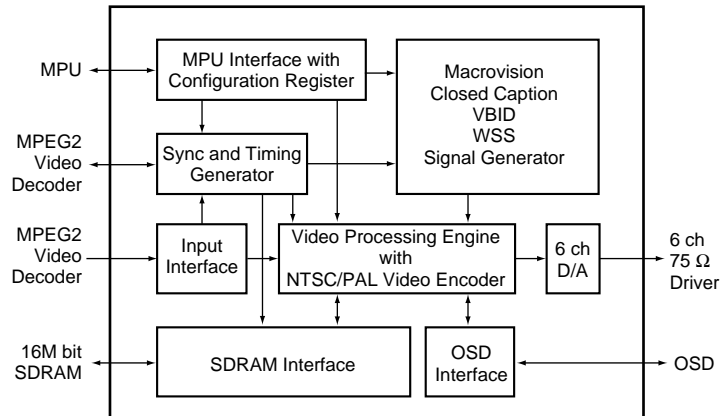 MPU
MPU Interface with
Configuration Register
Macrovision
Closed Caption
VBID
WSS
Signal Generator
MPEG2
Video
Decoder
Sync and Timing
Generator
MPEG2
Video
Decoder
Input
Interface
Video Processing Engine
with
NTSC/PAL Video Encoder
6 ch
D/A
6 ch
75 Ω
Driver
16M bit
SDRAM
SDRAM Interface
OSD
Interface
OSD